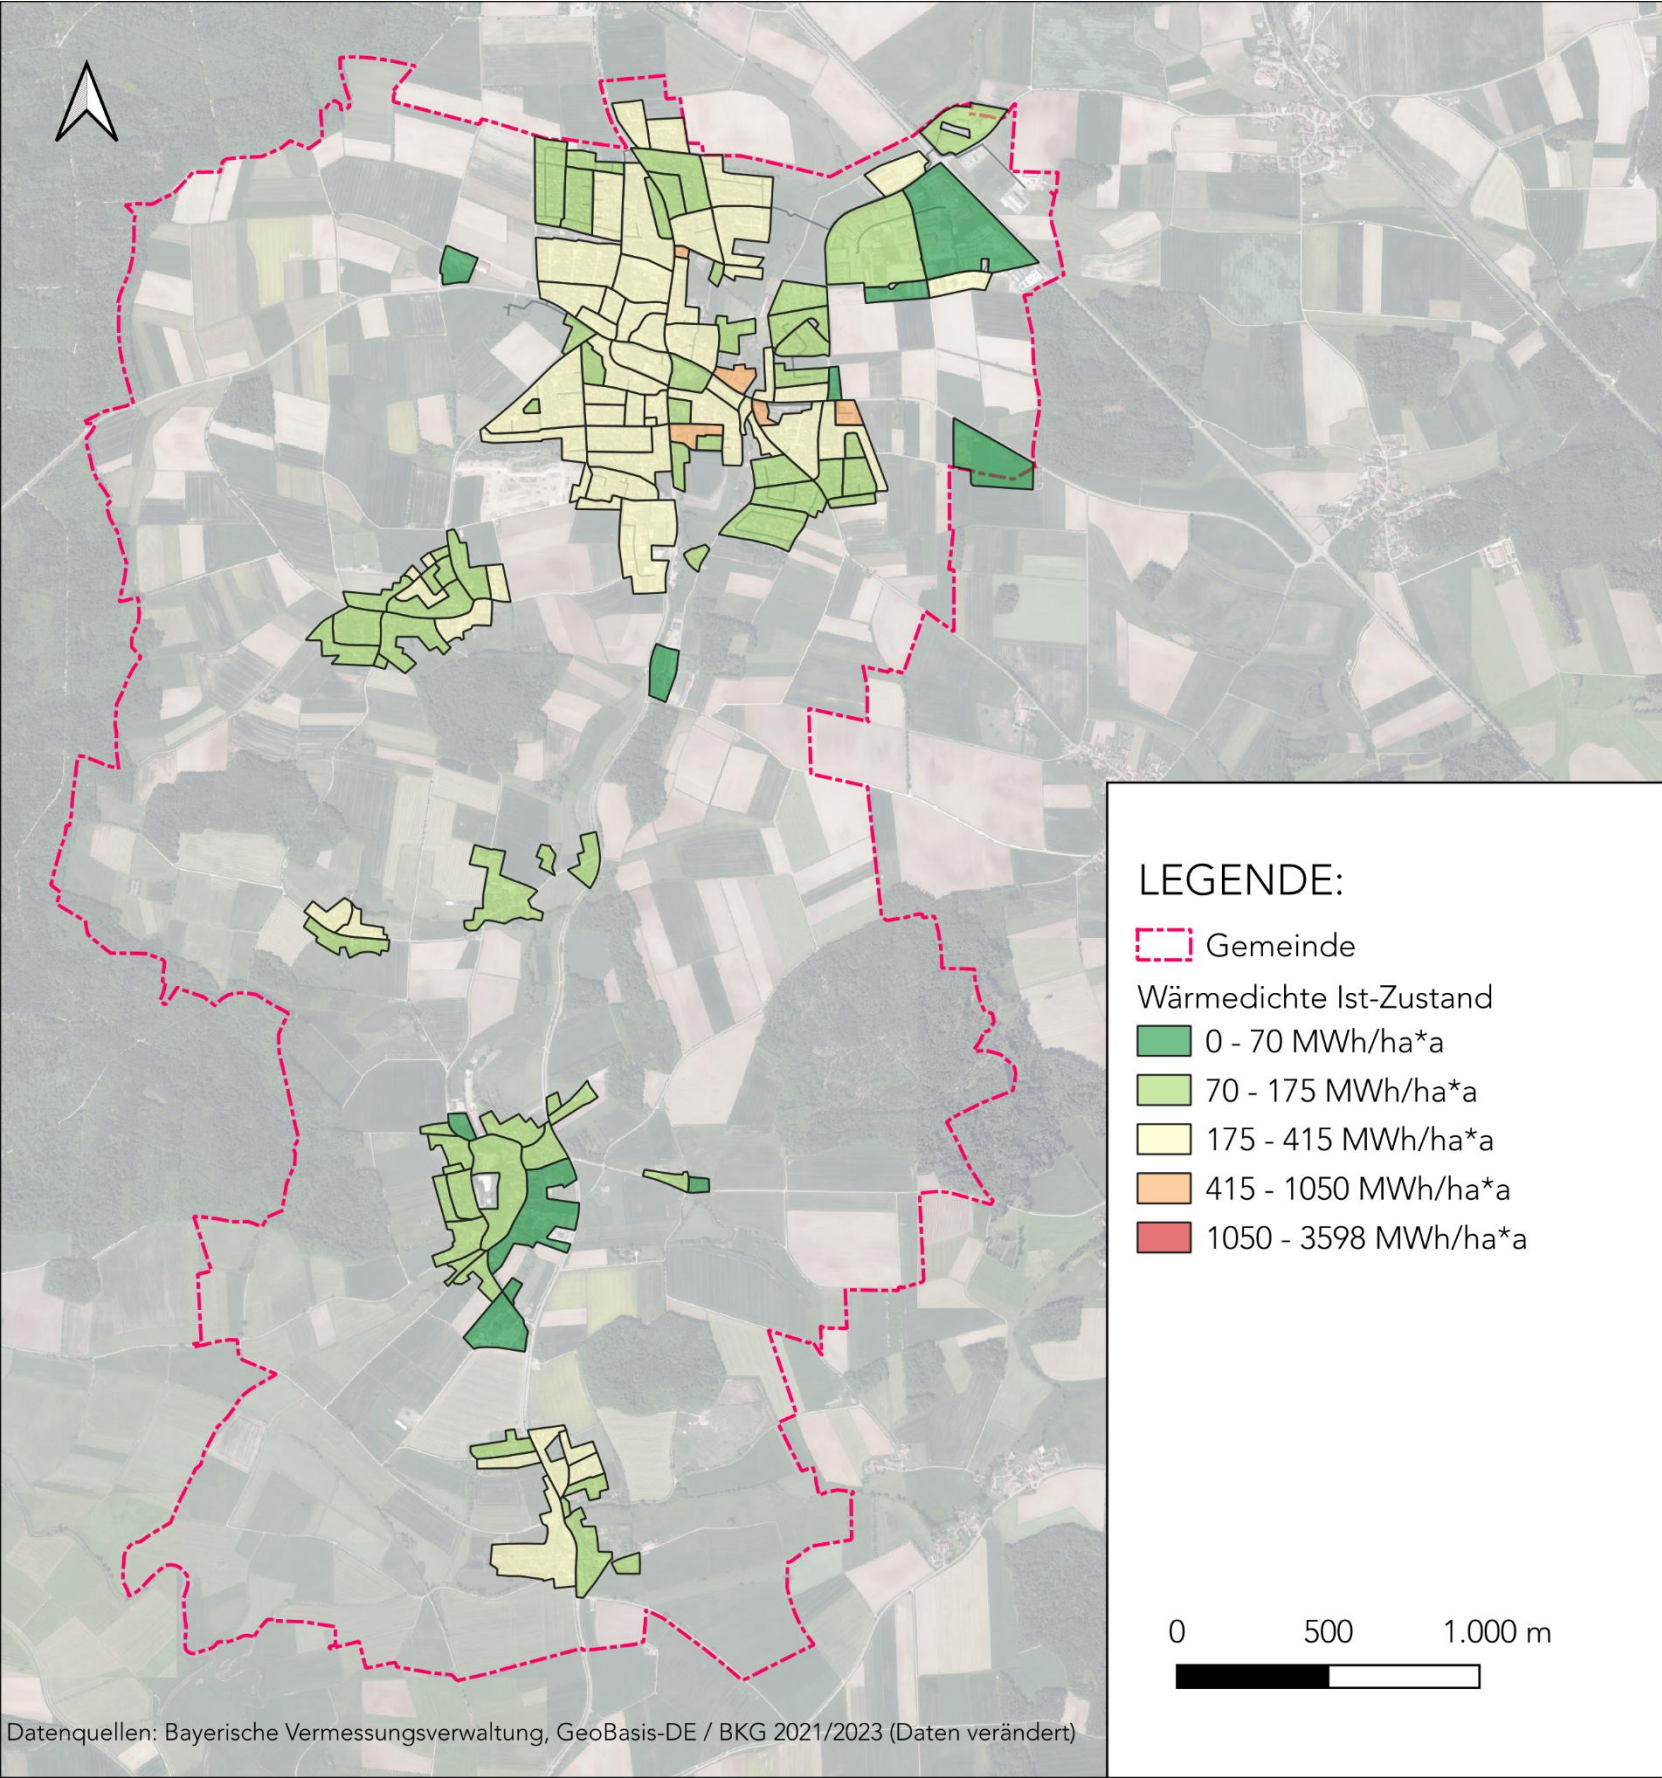 LEGENDE:
Gemeinde
Wärmedichte Ist-Zustand
0 - 70 MWh/ha*a
70 - 175 MWh/ha*a
175 - 415 MWh/ha*a
415 - 1050 MWh/ha*a
1050 - 3598 MWh/ha*a
0 500 1.000 m
Datenquellen: Bayerische Vermessungsverwaltung, GeoBasis-DE / BKG 2021/2023 (Daten verändert)